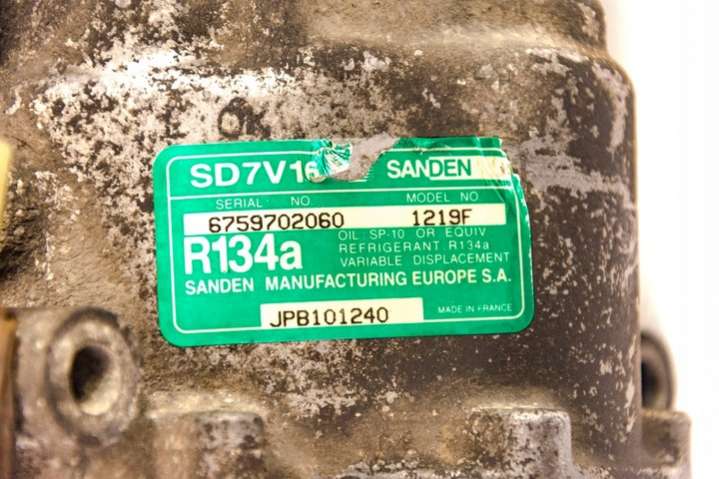 SD7V16 SANDEN
SERIAL NO. MODEL NO
6759702060 1219F
R134a
OIL. SP-10 OR EQUIV
REFRIGERANT. R134a
VARIABLE DISPLACEMENT
SANDEN MANUFACTURING EUROPE S.A.
JPB101240 MADE IN FRANCE